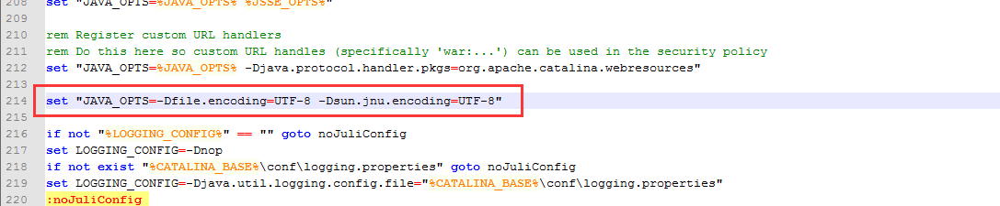 208 set "JAVA_OPTS=%JAVA_OPTS% %JSSE_OPTS%"
209
210 rem Register custom URL handlers
211 rem Do this here so custom URL handles (specifically 'war:...') can be used in the security policy
212 set "JAVA_OPTS=%JAVA_OPTS% -Djava.protocol.handler.pkgs=org.apache.catalina.webresources"
213
214 set "JAVA_OPTS=-Dfile.encoding=UTF-8 -Dsun.jnu.encoding=UTF-8"
215
216 if not "%LOGGING_CONFIG%" == "" goto noJuliConfig
217 set LOGGING_CONFIG=-Dnop
218 if not exist "%CATALINA_BASE%\conf\logging.properties" goto noJuliConfig
219 set LOGGING_CONFIG=-Djava.util.logging.config.file="%CATALINA_BASE%\conf\logging.properties"
220 :noJuliConfig